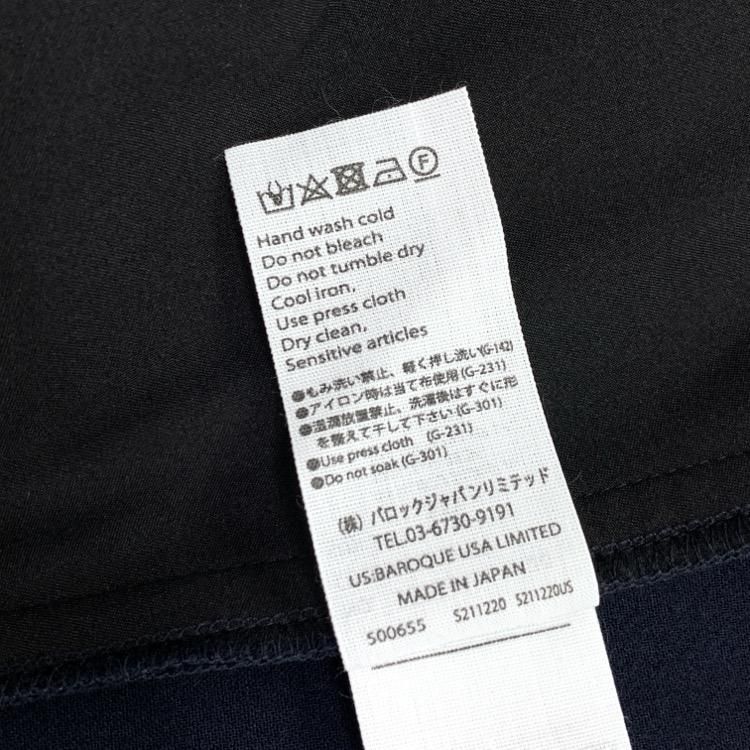 F
Hand wash cold
Do not bleach
Do not tumble dry
Cool iron,
Use press cloth
Dry clean,
Sensitive articles
●もみ洗い禁止、軽く押し洗い(G-142)
●アイロン時は当て布使用(G-231)
●濡滴放置禁止、洗濯後はすぐに形
を整えて干して下さい(G-301)
●Use press cloth (G-231)
●Do not soak(G-301)
(株) バロックジャパンリミテッド
TEL.03-6730-9191
US:BAROQUE USA LIMITED
MADE IN JAPAN
500655 S211220 S211220US